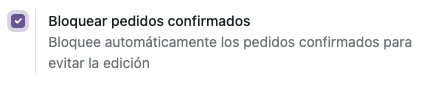 Bloquear pedidos confirmados
Bloquee automáticamente los pedidos confirmados para
evitar la edición